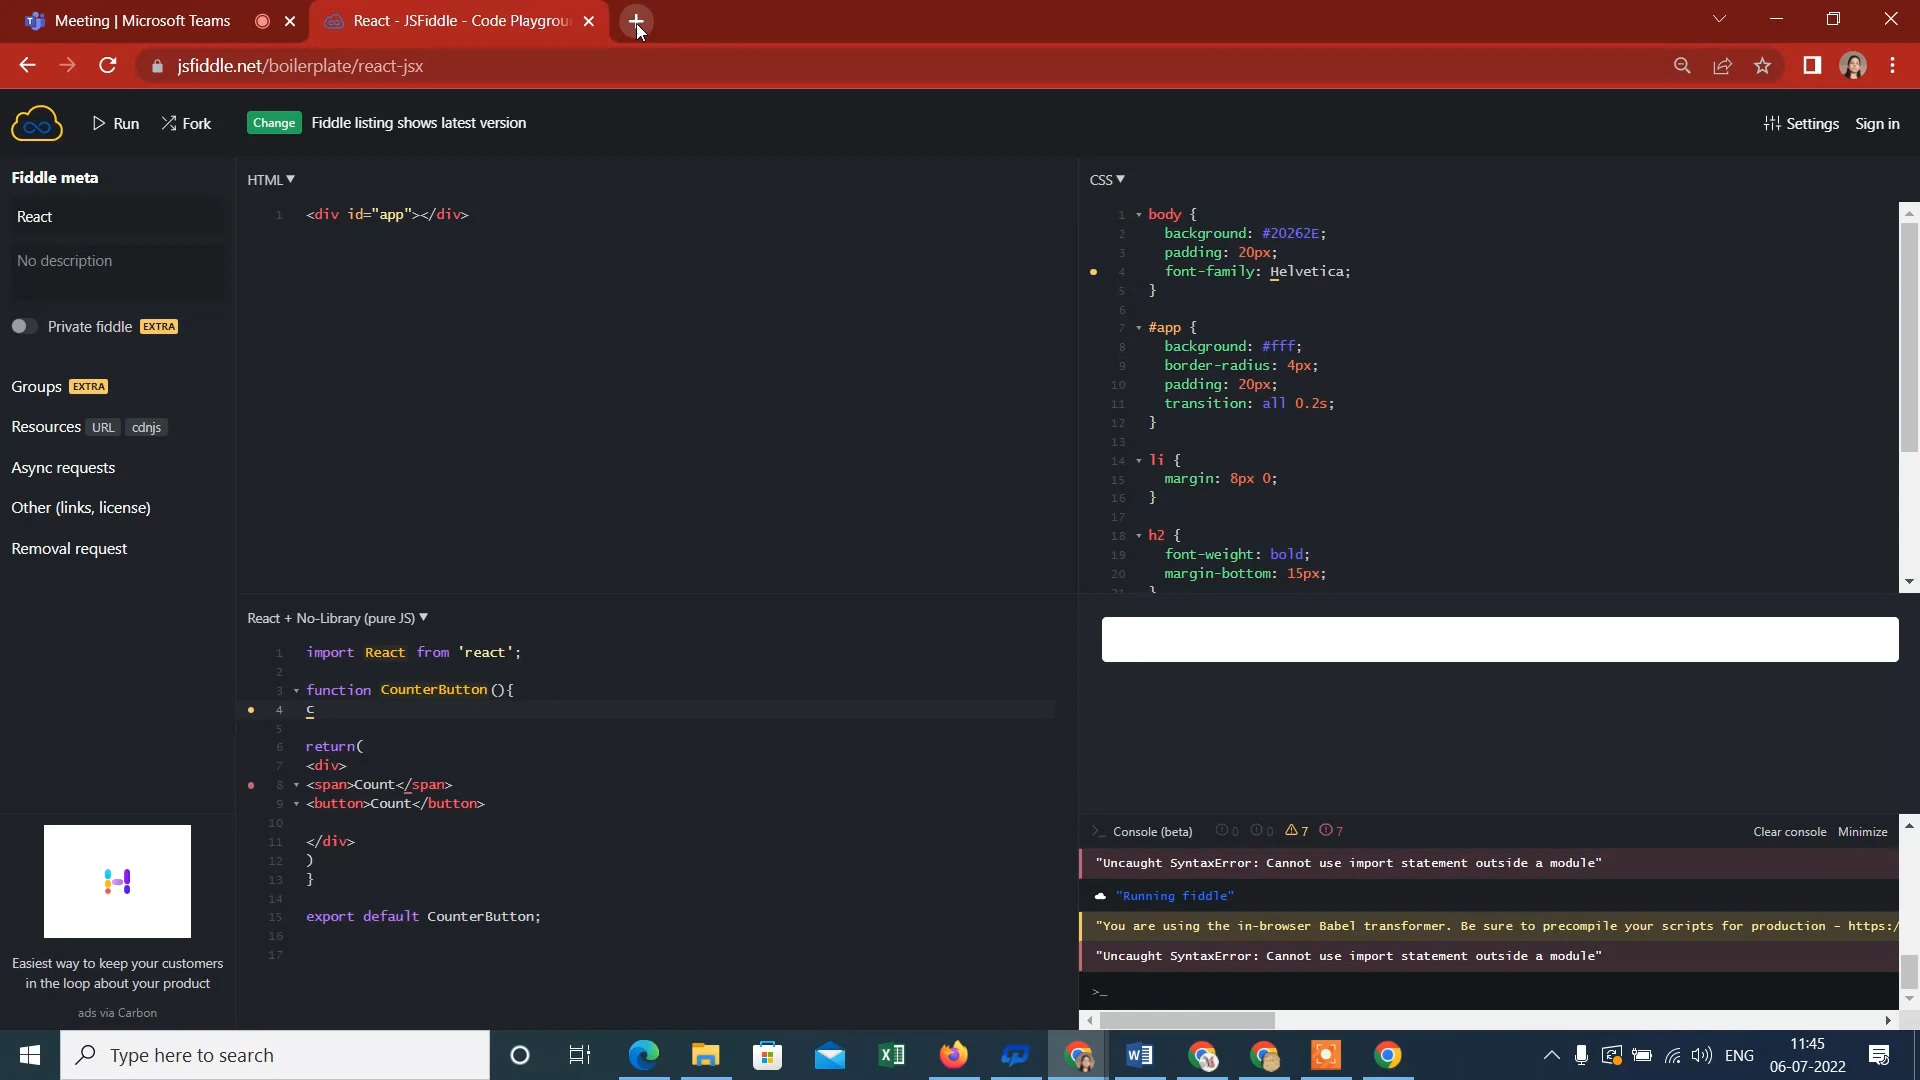 Meeting | Microsoft Teams
React - JSFiddle - Code Playgrou
jsfiddle.net/boilerplate/react-jsx
Run
Fork
Change
Fiddle listing shows latest version
Settings
Sign in
Fiddle meta
React
No description
Private fiddle EXTRA
Groups EXTRA
Resources URL cdnjs
Async requests
Other (links, license)
Removal request
Easiest way to keep your customers
in the loop about your product
ads via Carbon
HTML
1 <div id="app"></div>
CSS
1 body {
2 background: #20262E;
3 padding: 20px;
4 font-family: Helvetica;
5 }
6
7 #app {
8 background: #fff;
9 border-radius: 4px;
10 padding: 20px;
11 transition: all 0.2s;
12 }
13
14 li {
15 margin: 8px 0;
16 }
17
18 h2 {
19 font-weight: bold;
20 margin-bottom: 15px;
21 }
React + No-Library (pure JS)
1 import React from 'react';
2
3 function CounterButton(){
4 c
5
6 return(
7 <div>
8 <span>Count</span>
9 <button>Count</button>
10
11 </div>
12 )
13 }
14
15 export default CounterButton;
16
17
>_ Console (beta) 0 0 7 7 Clear console Minimize
"Uncaught SyntaxError: Cannot use import statement outside a module"
"Running fiddle"
"You are using the in-browser Babel transformer. Be sure to precompile your scripts for production - https:/
"Uncaught SyntaxError: Cannot use import statement outside a module"
>_
Type here to search
ENG
11:45
06-07-2022